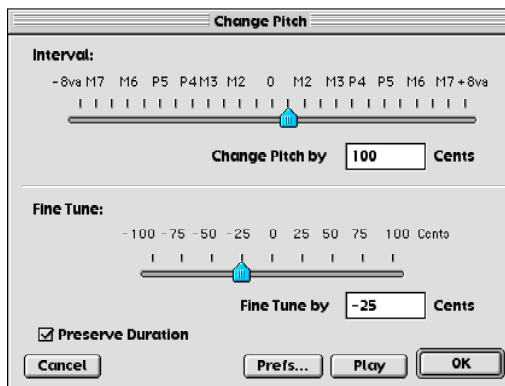 Change Pitch
Interval:
-8va M7 M6 P5 P4 M3 M2 0 M2 M3 P4 P5 M6 M7 +8va
Change Pitch by 100 Cents
Fine Tune:
-100 -75 -50 -25 0 25 50 75 100 Cents
Fine Tune by -25 Cents
Preserve Duration
Cancel Prefs... Play OK